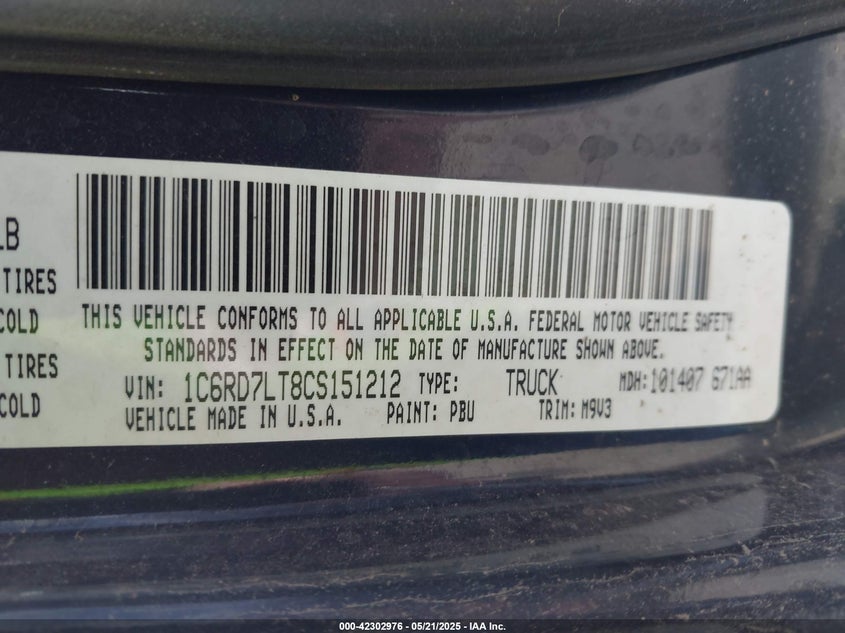 LB
TIRES
COLD
TIRES
COLD
THIS VEHICLE CONFORMS TO ALL APPLICABLE U.S.A. FEDERAL MOTOR VEHICLE SAFETY
STANDARDS IN EFFECT ON THE DATE OF MANUFACTURE SHOWN ABOVE.
VIN: 1C6RD7LT8CS151212 TYPE: TRUCK MDH:101407 671AA
VEHICLE MADE IN U.S.A. PAINT: PBU TRIM: M9V3
000-42302976 - 05/21/2025 - IAA Inc.